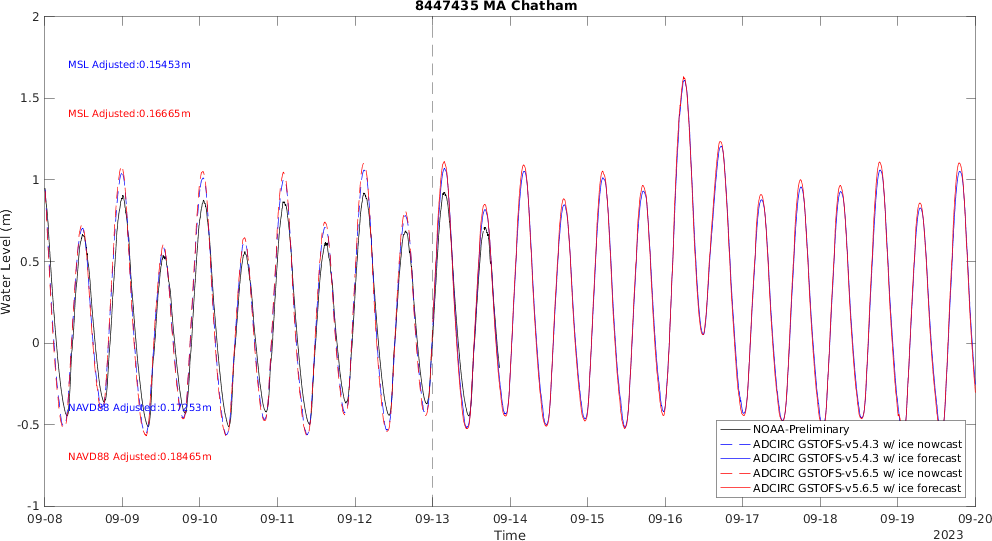 8447435 MA Chatham
2
1.5
1
0.5
0
-0.5
-1
Water Level (m)
MSL Adjusted:0.15453m
MSL Adjusted:0.16665m
NAVD88 Adjusted:0.17253m
NAVD88 Adjusted:0.18465m
NOAA-Preliminary
ADCIRC GSTOFS-v5.4.3 w/ ice nowcast
ADCIRC GSTOFS-v5.4.3 w/ ice forecast
ADCIRC GSTOFS-v5.6.5 w/ ice nowcast
ADCIRC GSTOFS-v5.6.5 w/ ice forecast
09-08 09-09 09-10 09-11 09-12 09-13 09-14 09-15 09-16 09-17 09-18 09-19 09-20
Time
2023